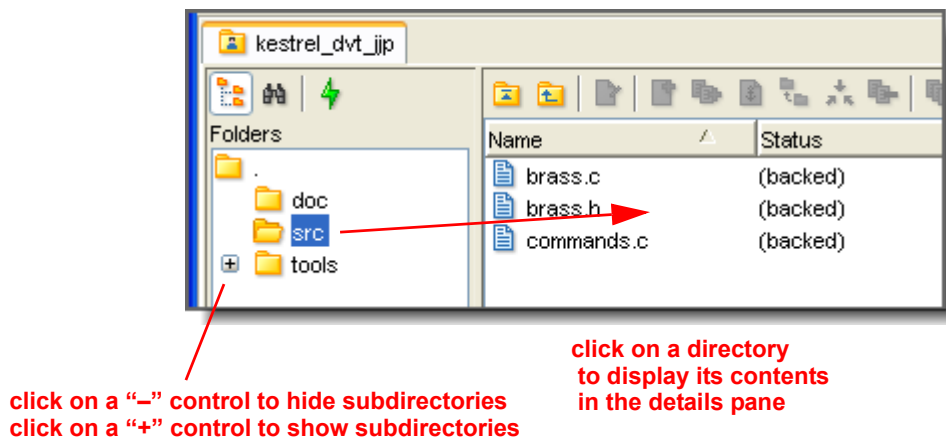 kestrel_dvt_jjp
Folders
Name Status
.
doc
src
tools
brass.c (backed)
brass.h (backed)
commands.c (backed)
click on a directory
to display its contents
in the details pane
click on a “–” control to hide subdirectories
click on a “+” control to show subdirectories